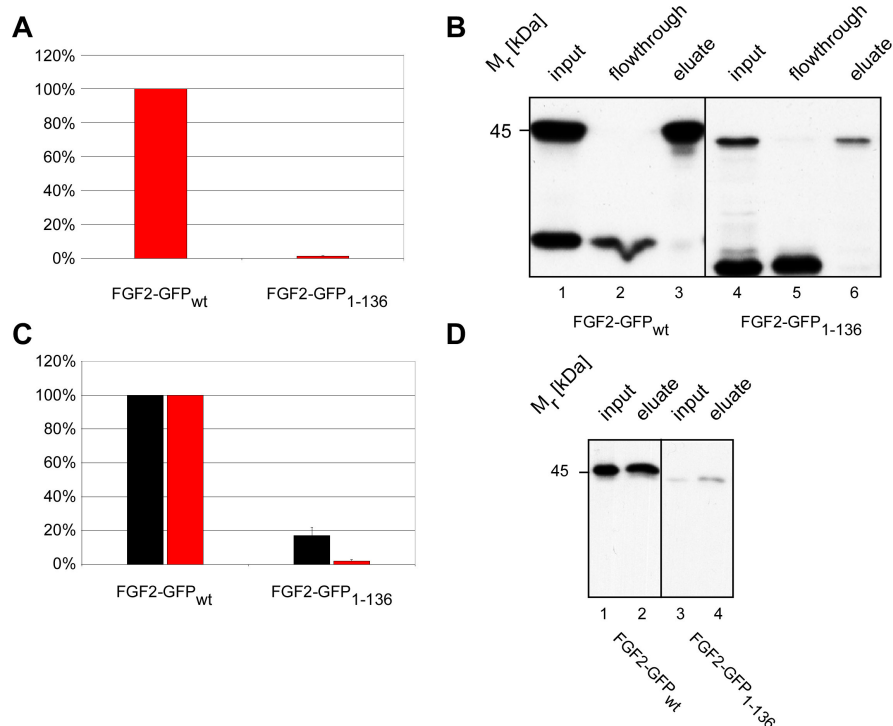 A
120%
100%
80%
60%
40%
20%
0%
FGF2-GFPwt
FGF2-GFP1-136
B
Mr [kDa]
input
flowthrough
eluate
input
flowthrough
eluate
45
1 2 3 4 5 6
FGF2-GFPwt
FGF2-GFP1-136
C
120%
100%
80%
60%
40%
20%
0%
FGF2-GFPwt
FGF2-GFP1-136
D
Mr [kDa]
input
eluate
input
eluate
45
1 2 3 4
FGF2-GFPwt
FGF2-GFP1-136